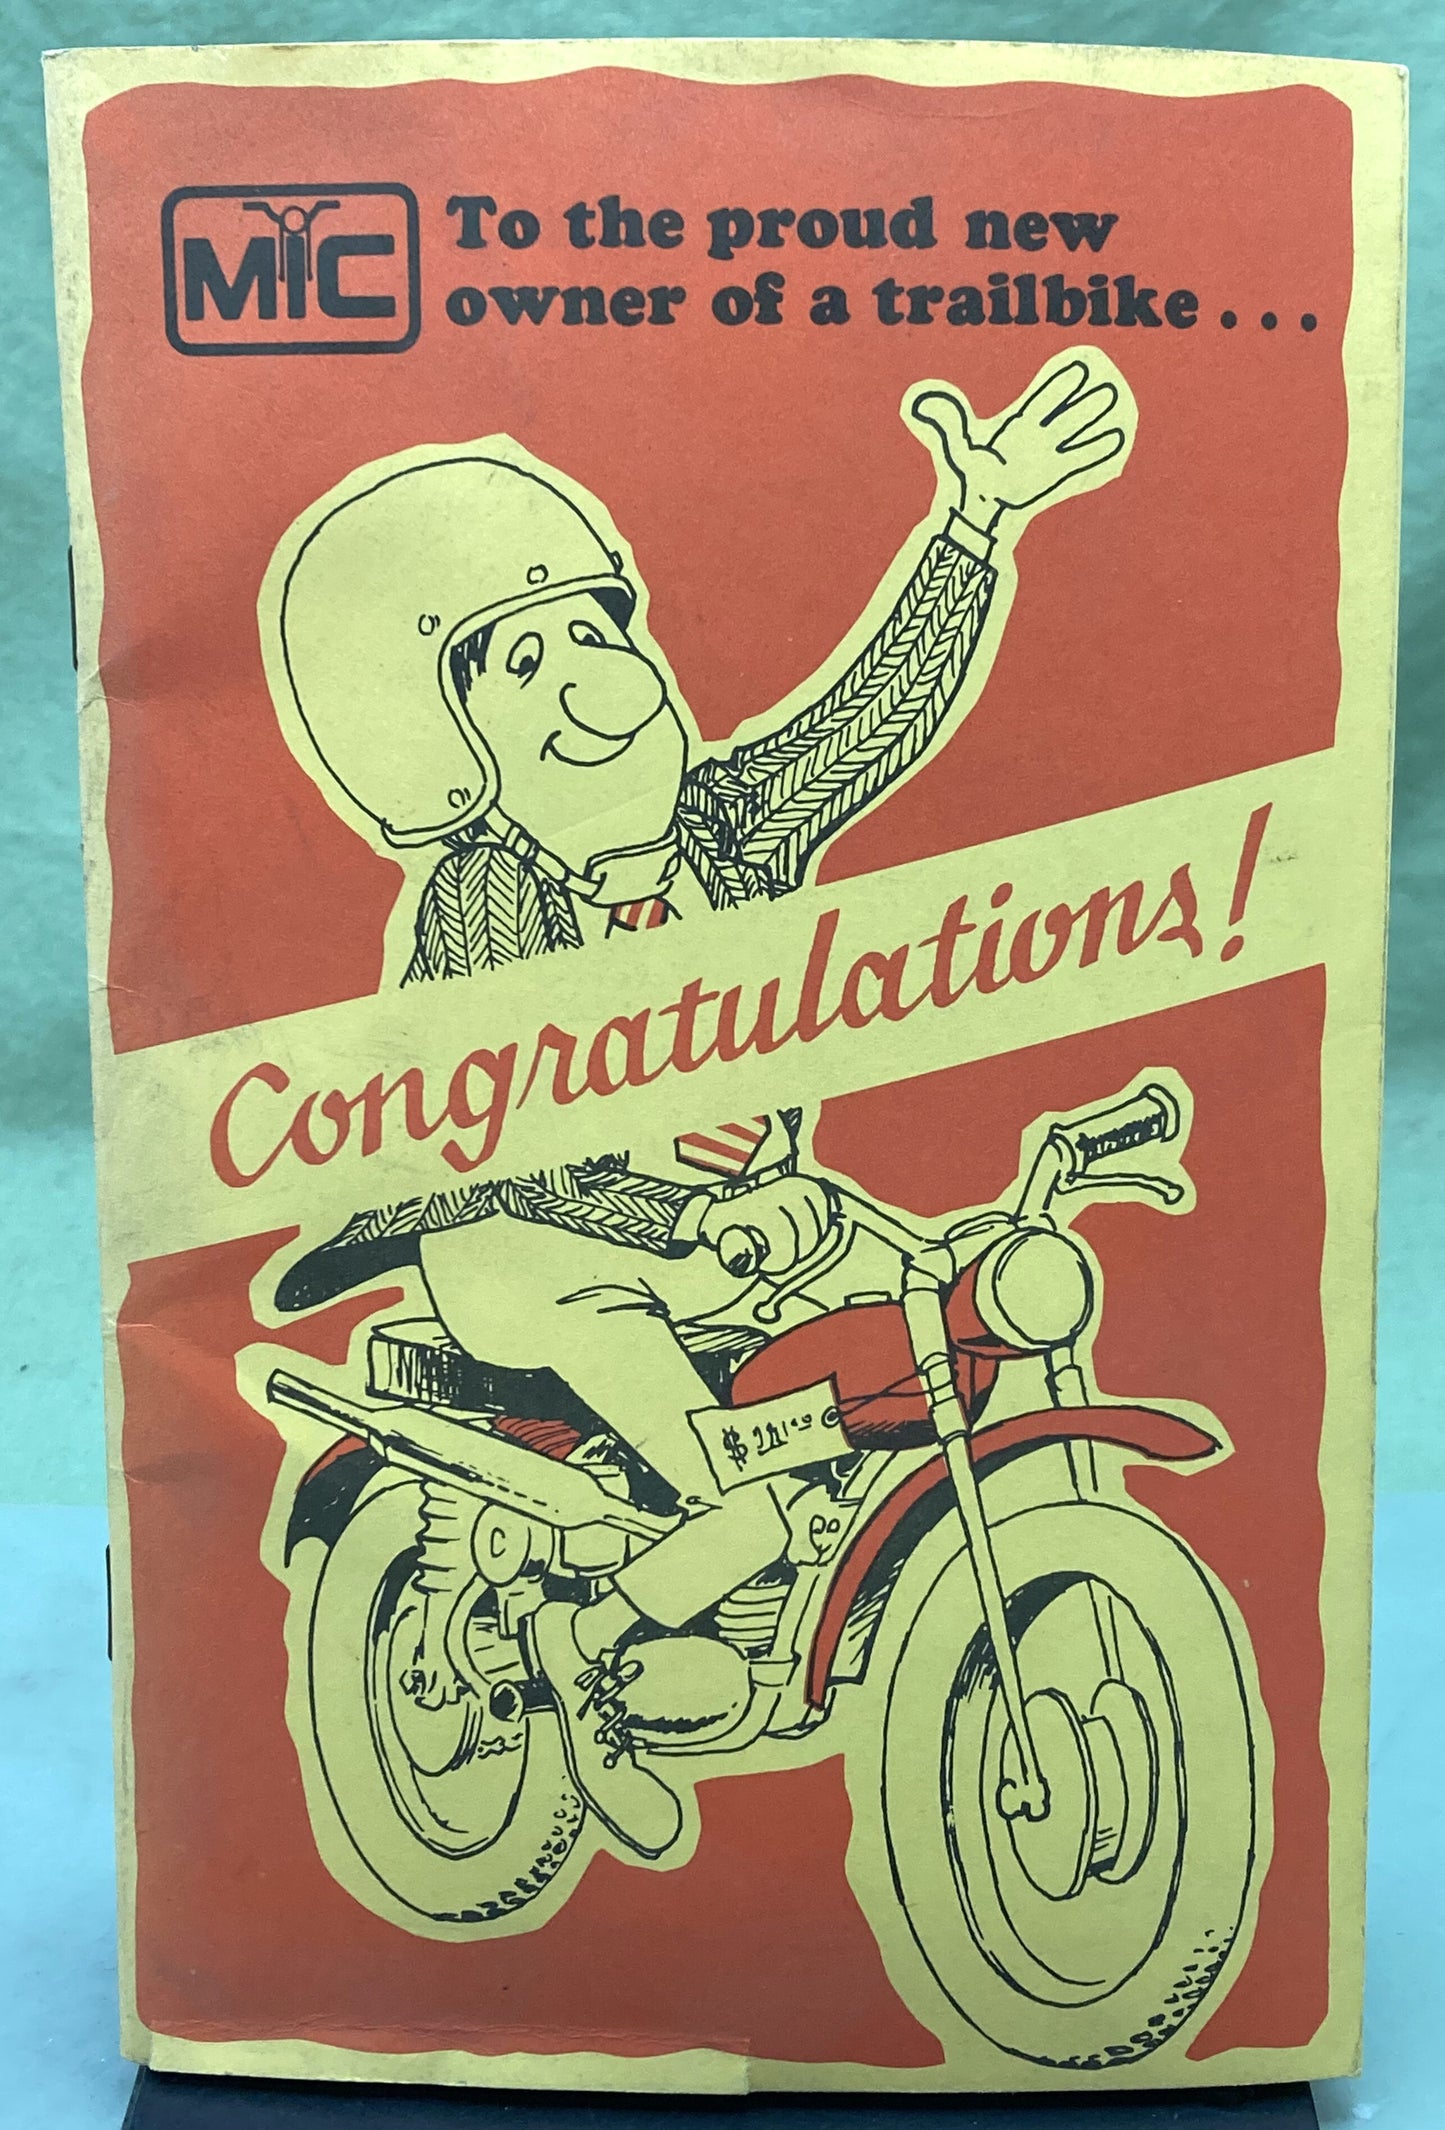 MIC
To the proud new
owner of a trailbike . . .
Congratulations!
$